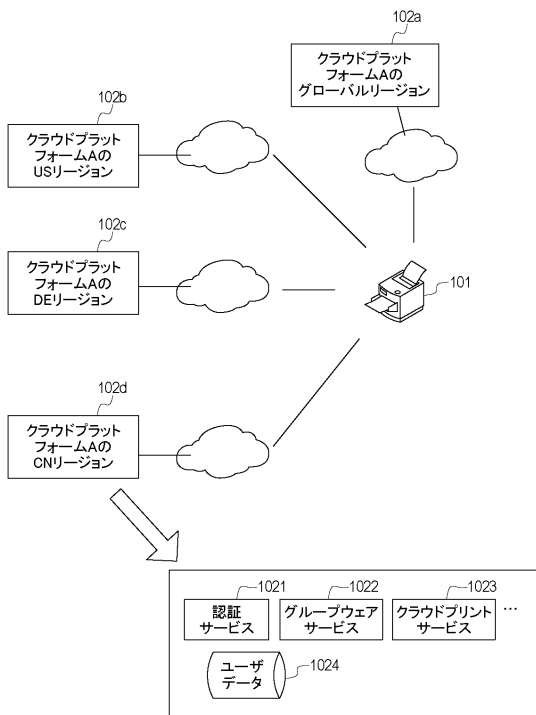 102a
クラウドプラット
フォームAの
グローバルリージョン
102b
クラウドプラット
フォームAの
USリージョン
102c
クラウドプラット
フォームAの
DEリージョン
101
102d
クラウドプラット
フォームAの
CNリージョン
1021
認証
サービス
1022
グループウェア
サービス
1023
クラウドプリント
サービス
…
ユーザ
データ
1024